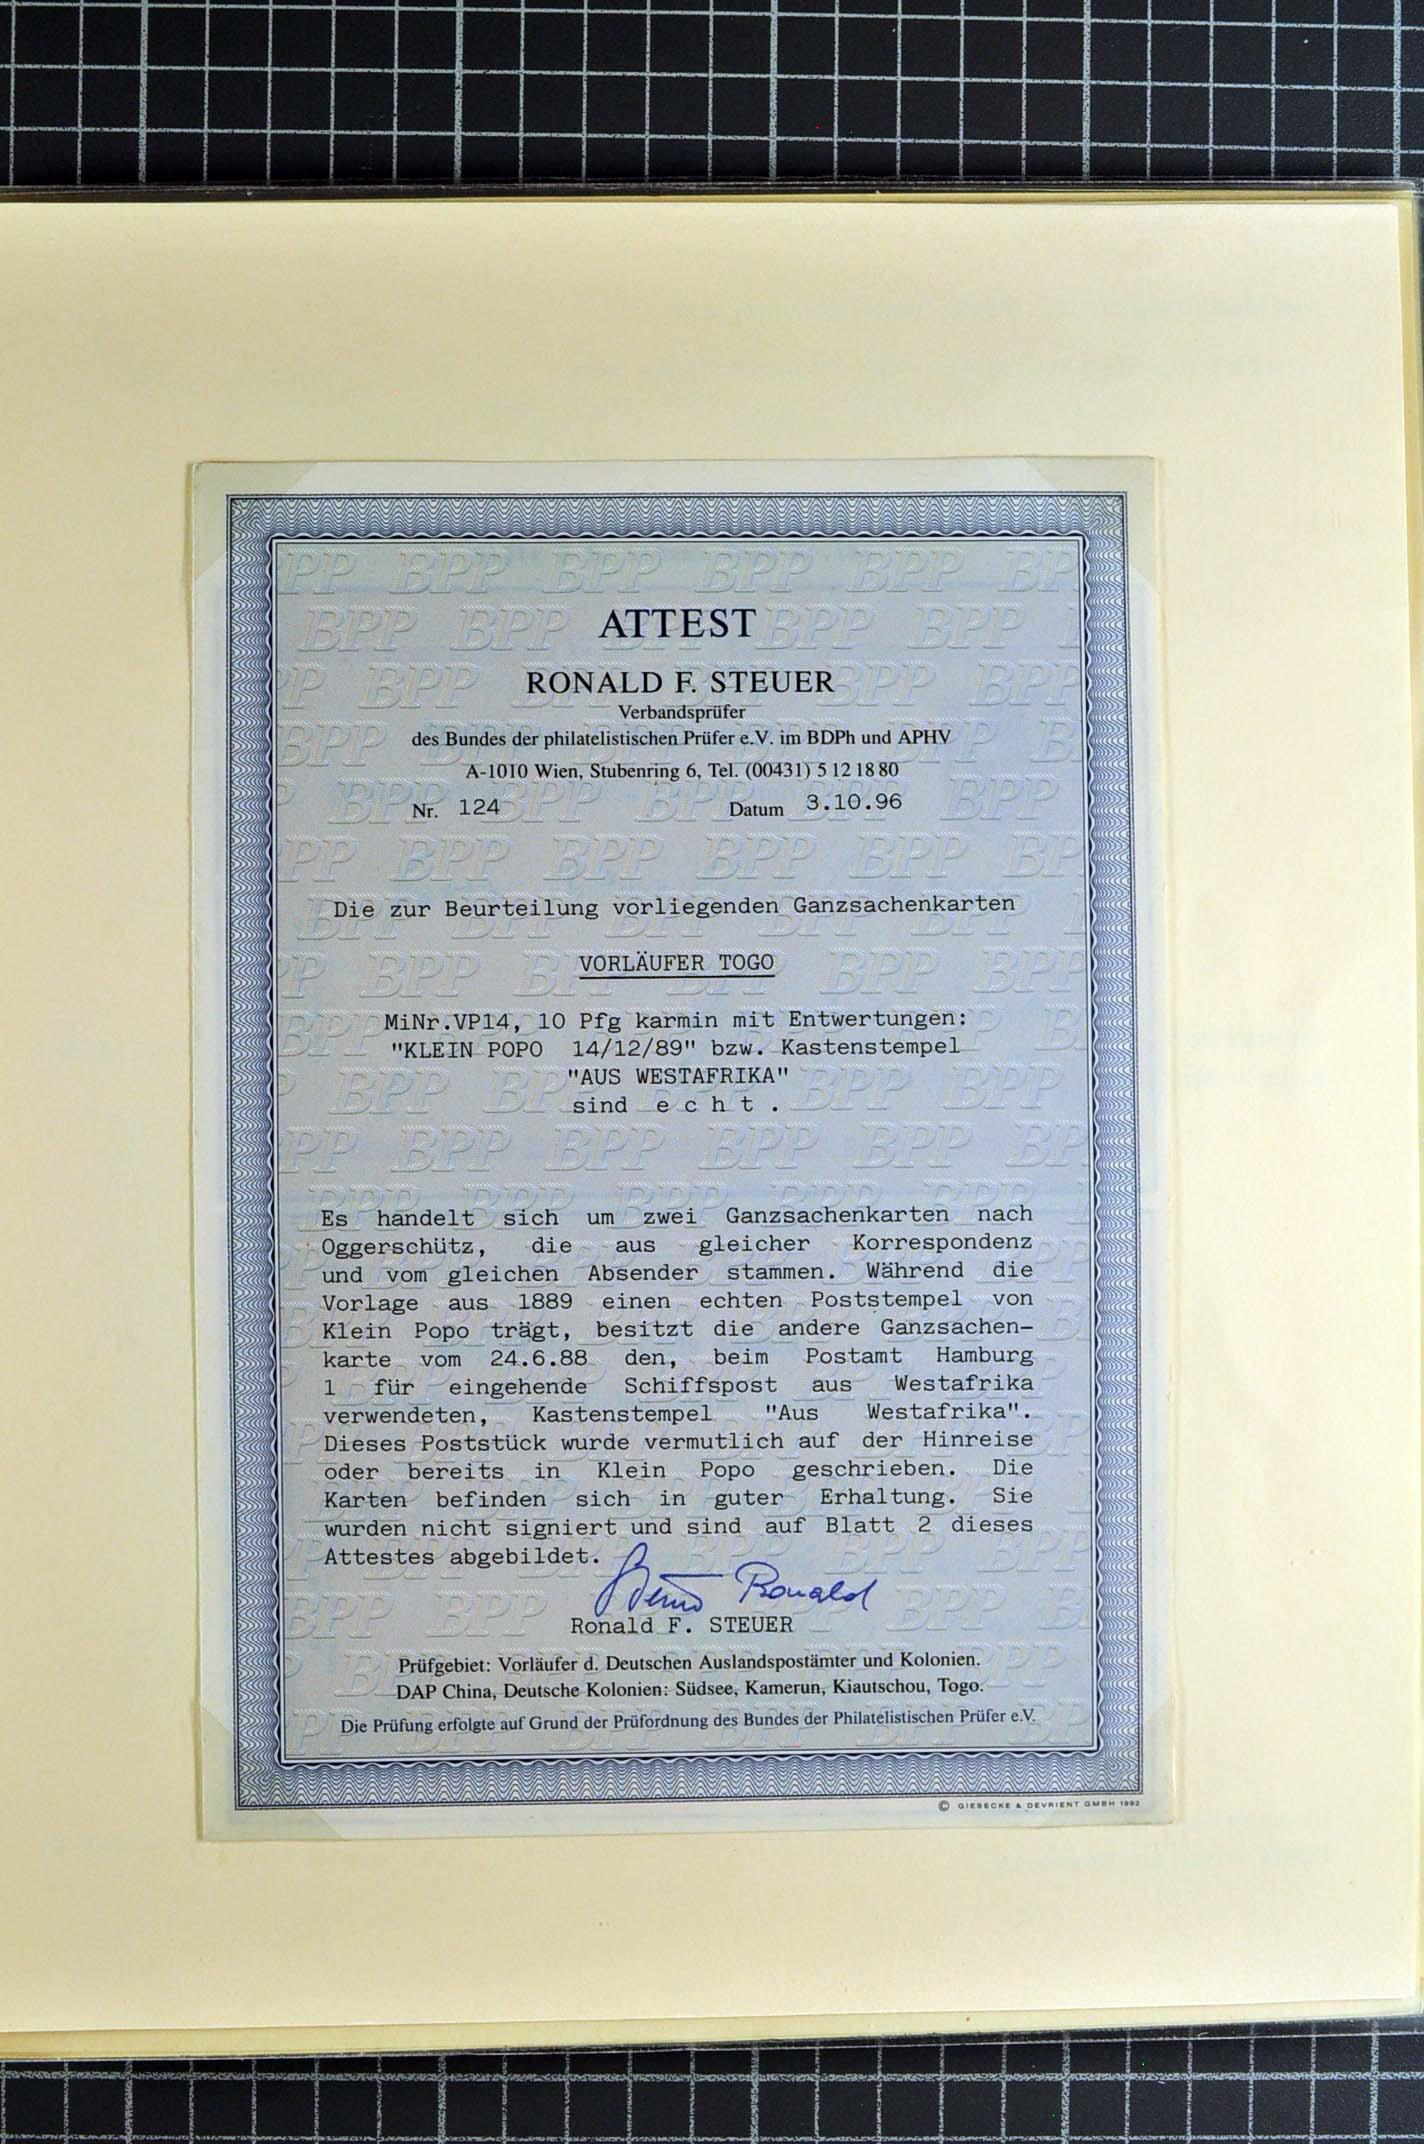 ATTEST
RONALD F. STEUER
Verbandsprüfer
des Bundes der philatelistischen Prüfer e.V. im BDPh und APHV
A-1010 Wien, Stubenring 6, Tel. (00431) 5 12 18 80
Nr. 124 Datum 3.10.96
Die zur Beurteilung vorliegenden Ganzsachenkarten
VORLÄUFER TOGO
MiNr.VP14, 10 Pfg karmin mit Entwertungen:
"KLEIN POPO 14/12/89" bzw. Kastenstempel
"AUS WESTAFRIKA"
sind e c h t .
Es handelt sich um zwei Ganzsachenkarten nach
Oggerschütz, die aus gleicher Korrespondenz
und vom gleichen Absender stammen. Während die
Vorlage aus 1889 einen echten Poststempel von
Klein Popo trägt, besitzt die andere Ganzsachen-
karte vom 24.6.88 den, beim Postamt Hamburg
1 für eingehende Schiffspost aus Westafrika
verwendeten, Kastenstempel "Aus Westafrika".
Dieses Poststück wurde vermutlich auf der Hinreise
oder bereits in Klein Popo geschrieben. Die
Karten befinden sich in guter Erhaltung. Sie
wurden nicht signiert und sind auf Blatt 2 dieses
Attestes abgebildet.
Steuer Ronald
Ronald F. STEUER
Prüfgebiet: Vorläufer d. Deutschen Auslandspostämter und Kolonien.
DAP China, Deutsche Kolonien: Südsee, Kamerun, Kiautschou, Togo.
Die Prüfung erfolgte auf Grund der Prüfordnung des Bundes der Philatelistischen Prüfer e.V.
© GIESECKE & DEVRIENT GMBH 1992